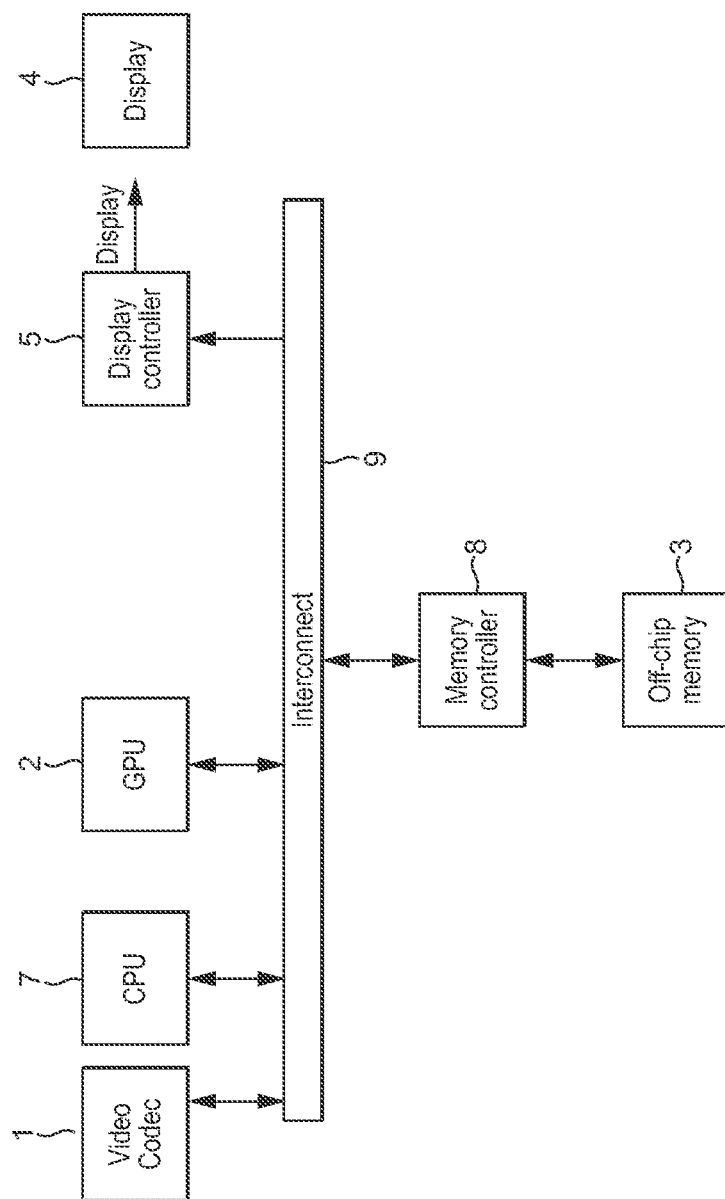 1
Video
Codec
7
CPU
2
GPU
5
Display
controller
Display
4
Display
Interconnect
9
Memory
controller
8
Off-chip
memory
3